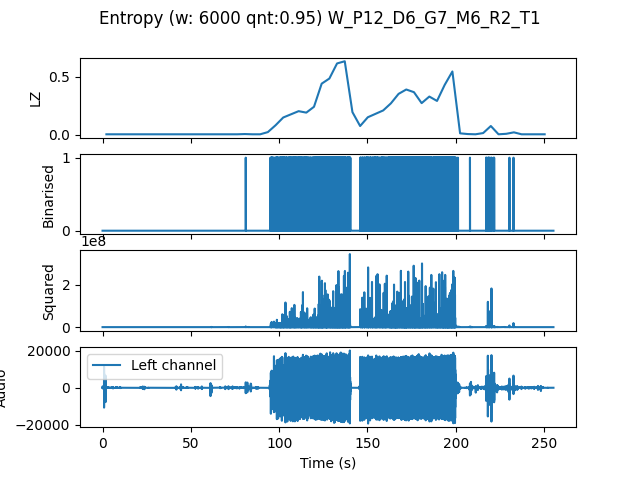 Entropy (w: 6000 qnt:0.95) W_P12_D6_G7_M6_R2_T1
0.5
0.0
LZ
1
0
Binarised
1e8
2
0
Squared
20000
0
−20000
Audio
Left channel
0 50 100 150 200 250
Time (s)